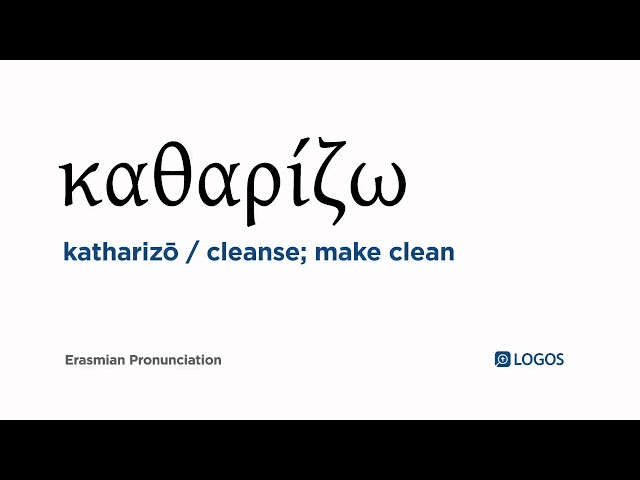 καθαρίζω
katharizō / cleanse; make clean
Erasmian Pronunciation
LOGOS